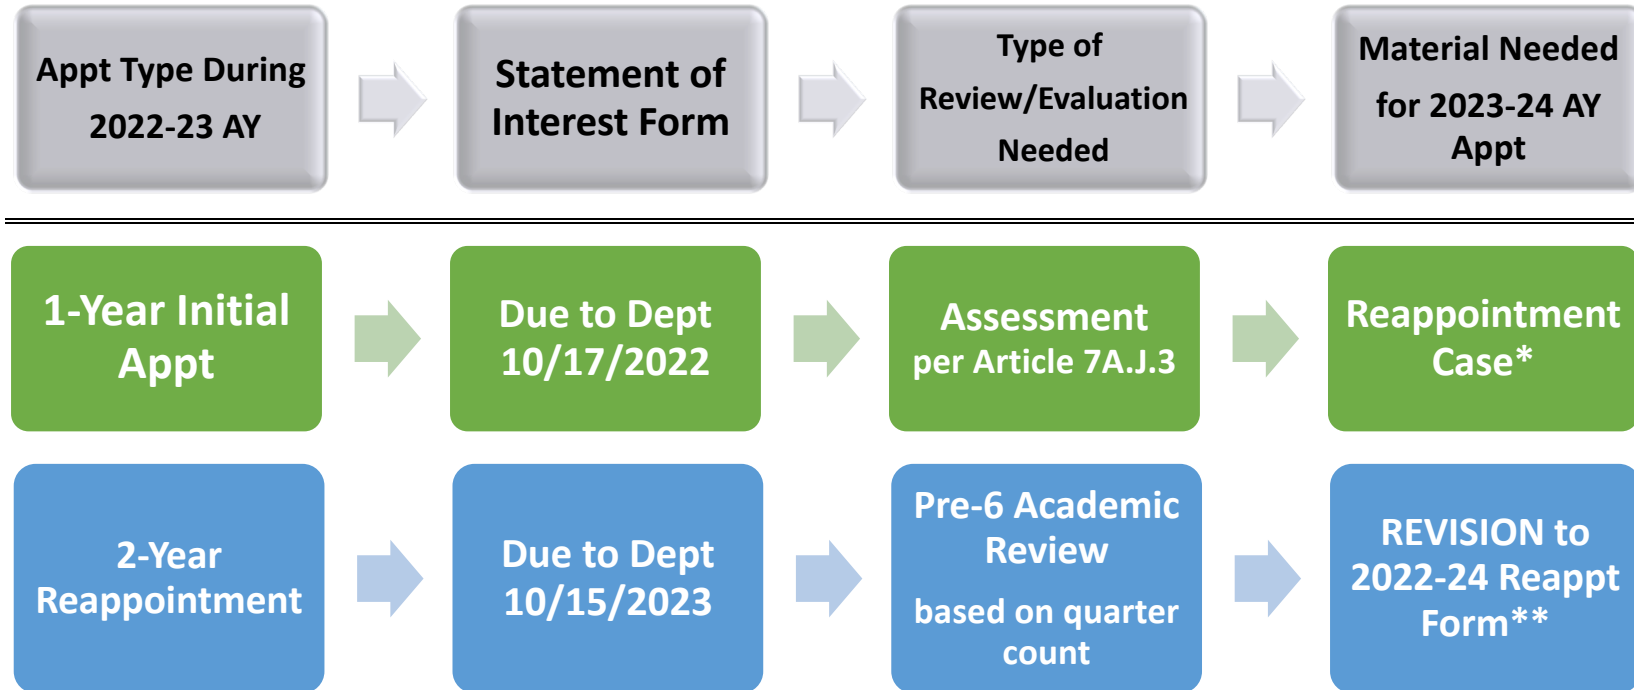 Appt Type During
2022-23 AY
Statement of
Interest Form
Type of
Review/Evaluation
Needed
Material Needed
for 2023-24 AY
Appt
1-Year Initial
Appt
Due to Dept
10/17/2022
Assessment
per Article 7A.J.3
Reappointment
Case*
2-Year
Reappointment
Due to Dept
10/15/2023
Pre-6 Academic
Review
based on quarter
count
REVISION to
2022-24 Reappt
Form**